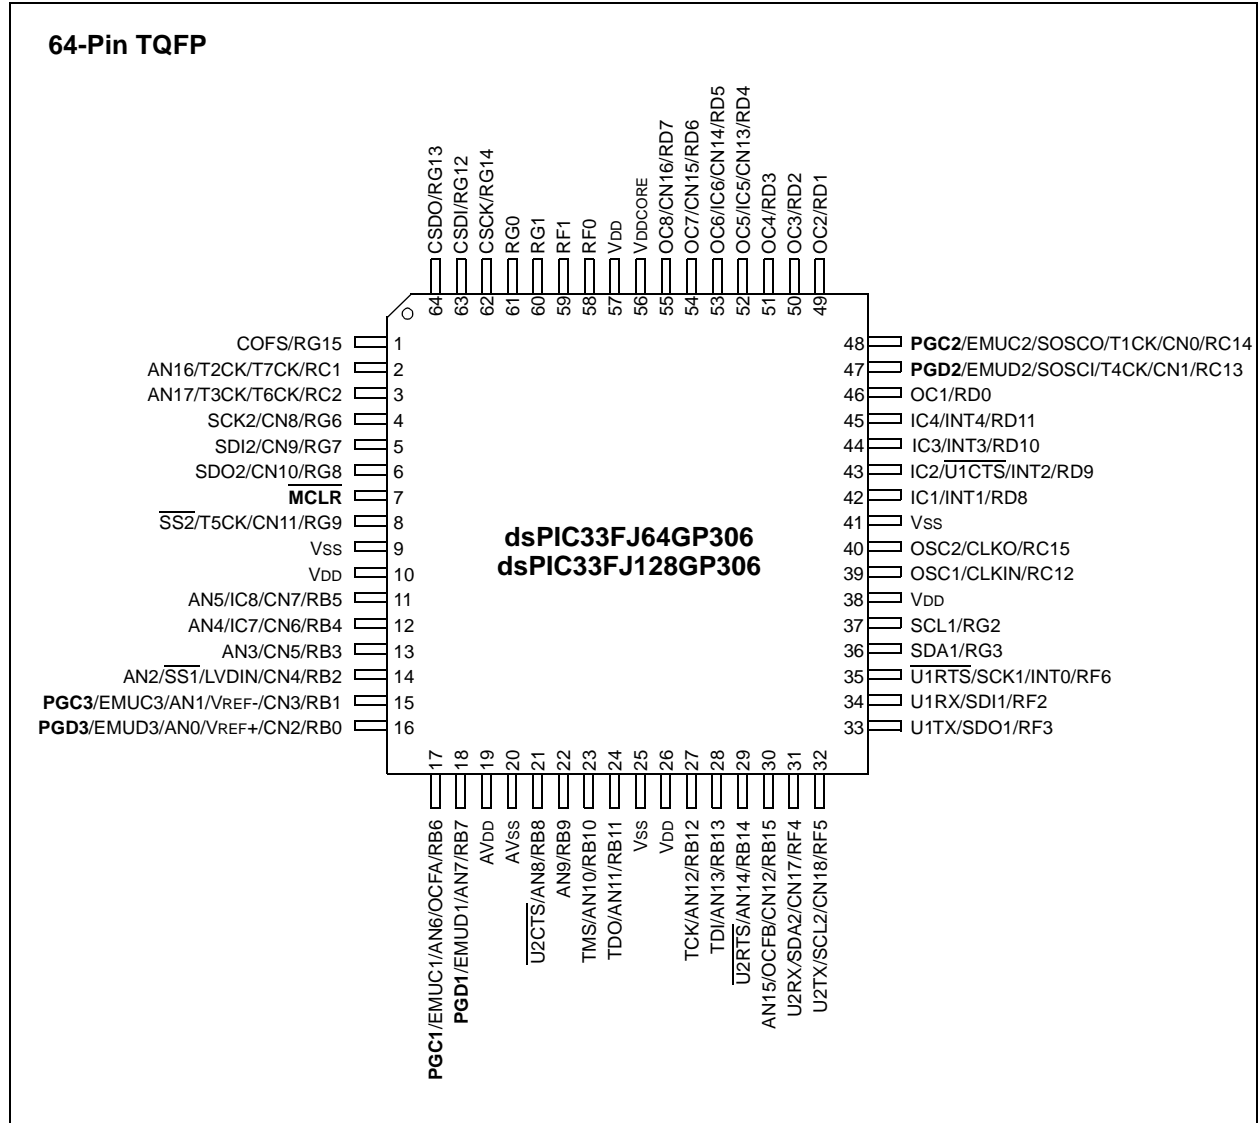 64-Pin TQFP
CSDO/RG13
CSDI/RG12
CSCK/RG14
RG0
RG1
RF1
RF0
VDD
VDDCORE
OC8/CN16/RD7
OC7/CN15/RD6
OC6/IC6/CN14/RD5
OC5/IC5/CN13/RD4
OC4/RD3
OC3/RD2
OC2/RD1
64 63 62 61 60 59 58 57 56 55 54 53 52 51 50 49
COFS/RG15 1
AN16/T2CK/T7CK/RC1 2
AN17/T3CK/T6CK/RC2 3
SCK2/CN8/RG6 4
SDI2/CN9/RG7 5
SDO2/CN10/RG8 6
MCLR 7
SS2/T5CK/CN11/RG9 8
VSS 9
VDD 10
AN5/IC8/CN7/RB5 11
AN4/IC7/CN6/RB4 12
AN3/CN5/RB3 13
AN2/SS1/LVDIN/CN4/RB2 14
PGC3/EMUC3/AN1/VREF-/CN3/RB1 15
PGD3/EMUD3/AN0/VREF+/CN2/RB0 16
dsPIC33FJ64GP306
dsPIC33FJ128GP306
48 PGC2/EMUC2/SOSCO/T1CK/CN0/RC14
47 PGD2/EMUD2/SOSCI/T4CK/CN1/RC13
46 OC1/RD0
45 IC4/INT4/RD11
44 IC3/INT3/RD10
43 IC2/U1CTS/INT2/RD9
42 IC1/INT1/RD8
41 VSS
40 OSC2/CLKO/RC15
39 OSC1/CLKIN/RC12
38 VDD
37 SCL1/RG2
36 SDA1/RG3
35 U1RTS/SCK1/INT0/RF6
34 U1RX/SDI1/RF2
33 U1TX/SDO1/RF3
17 18 19 20 21 22 23 24 25 26 27 28 29 30 31 32
PGC1/EMUC1/AN6/OCFA/RB6
PGD1/EMUD1/AN7/RB7
AVDD
AVSS
U2CTS/AN8/RB8
AN9/RB9
TMS/AN10/RB10
TDO/AN11/RB11
VSS
VDD
TCK/AN12/RB12
TDI/AN13/RB13
U2RTS/AN14/RB14
AN15/OCFB/CN12/RB15
U2RX/SDA2/CN17/RF4
U2TX/SCL2/CN18/RF5